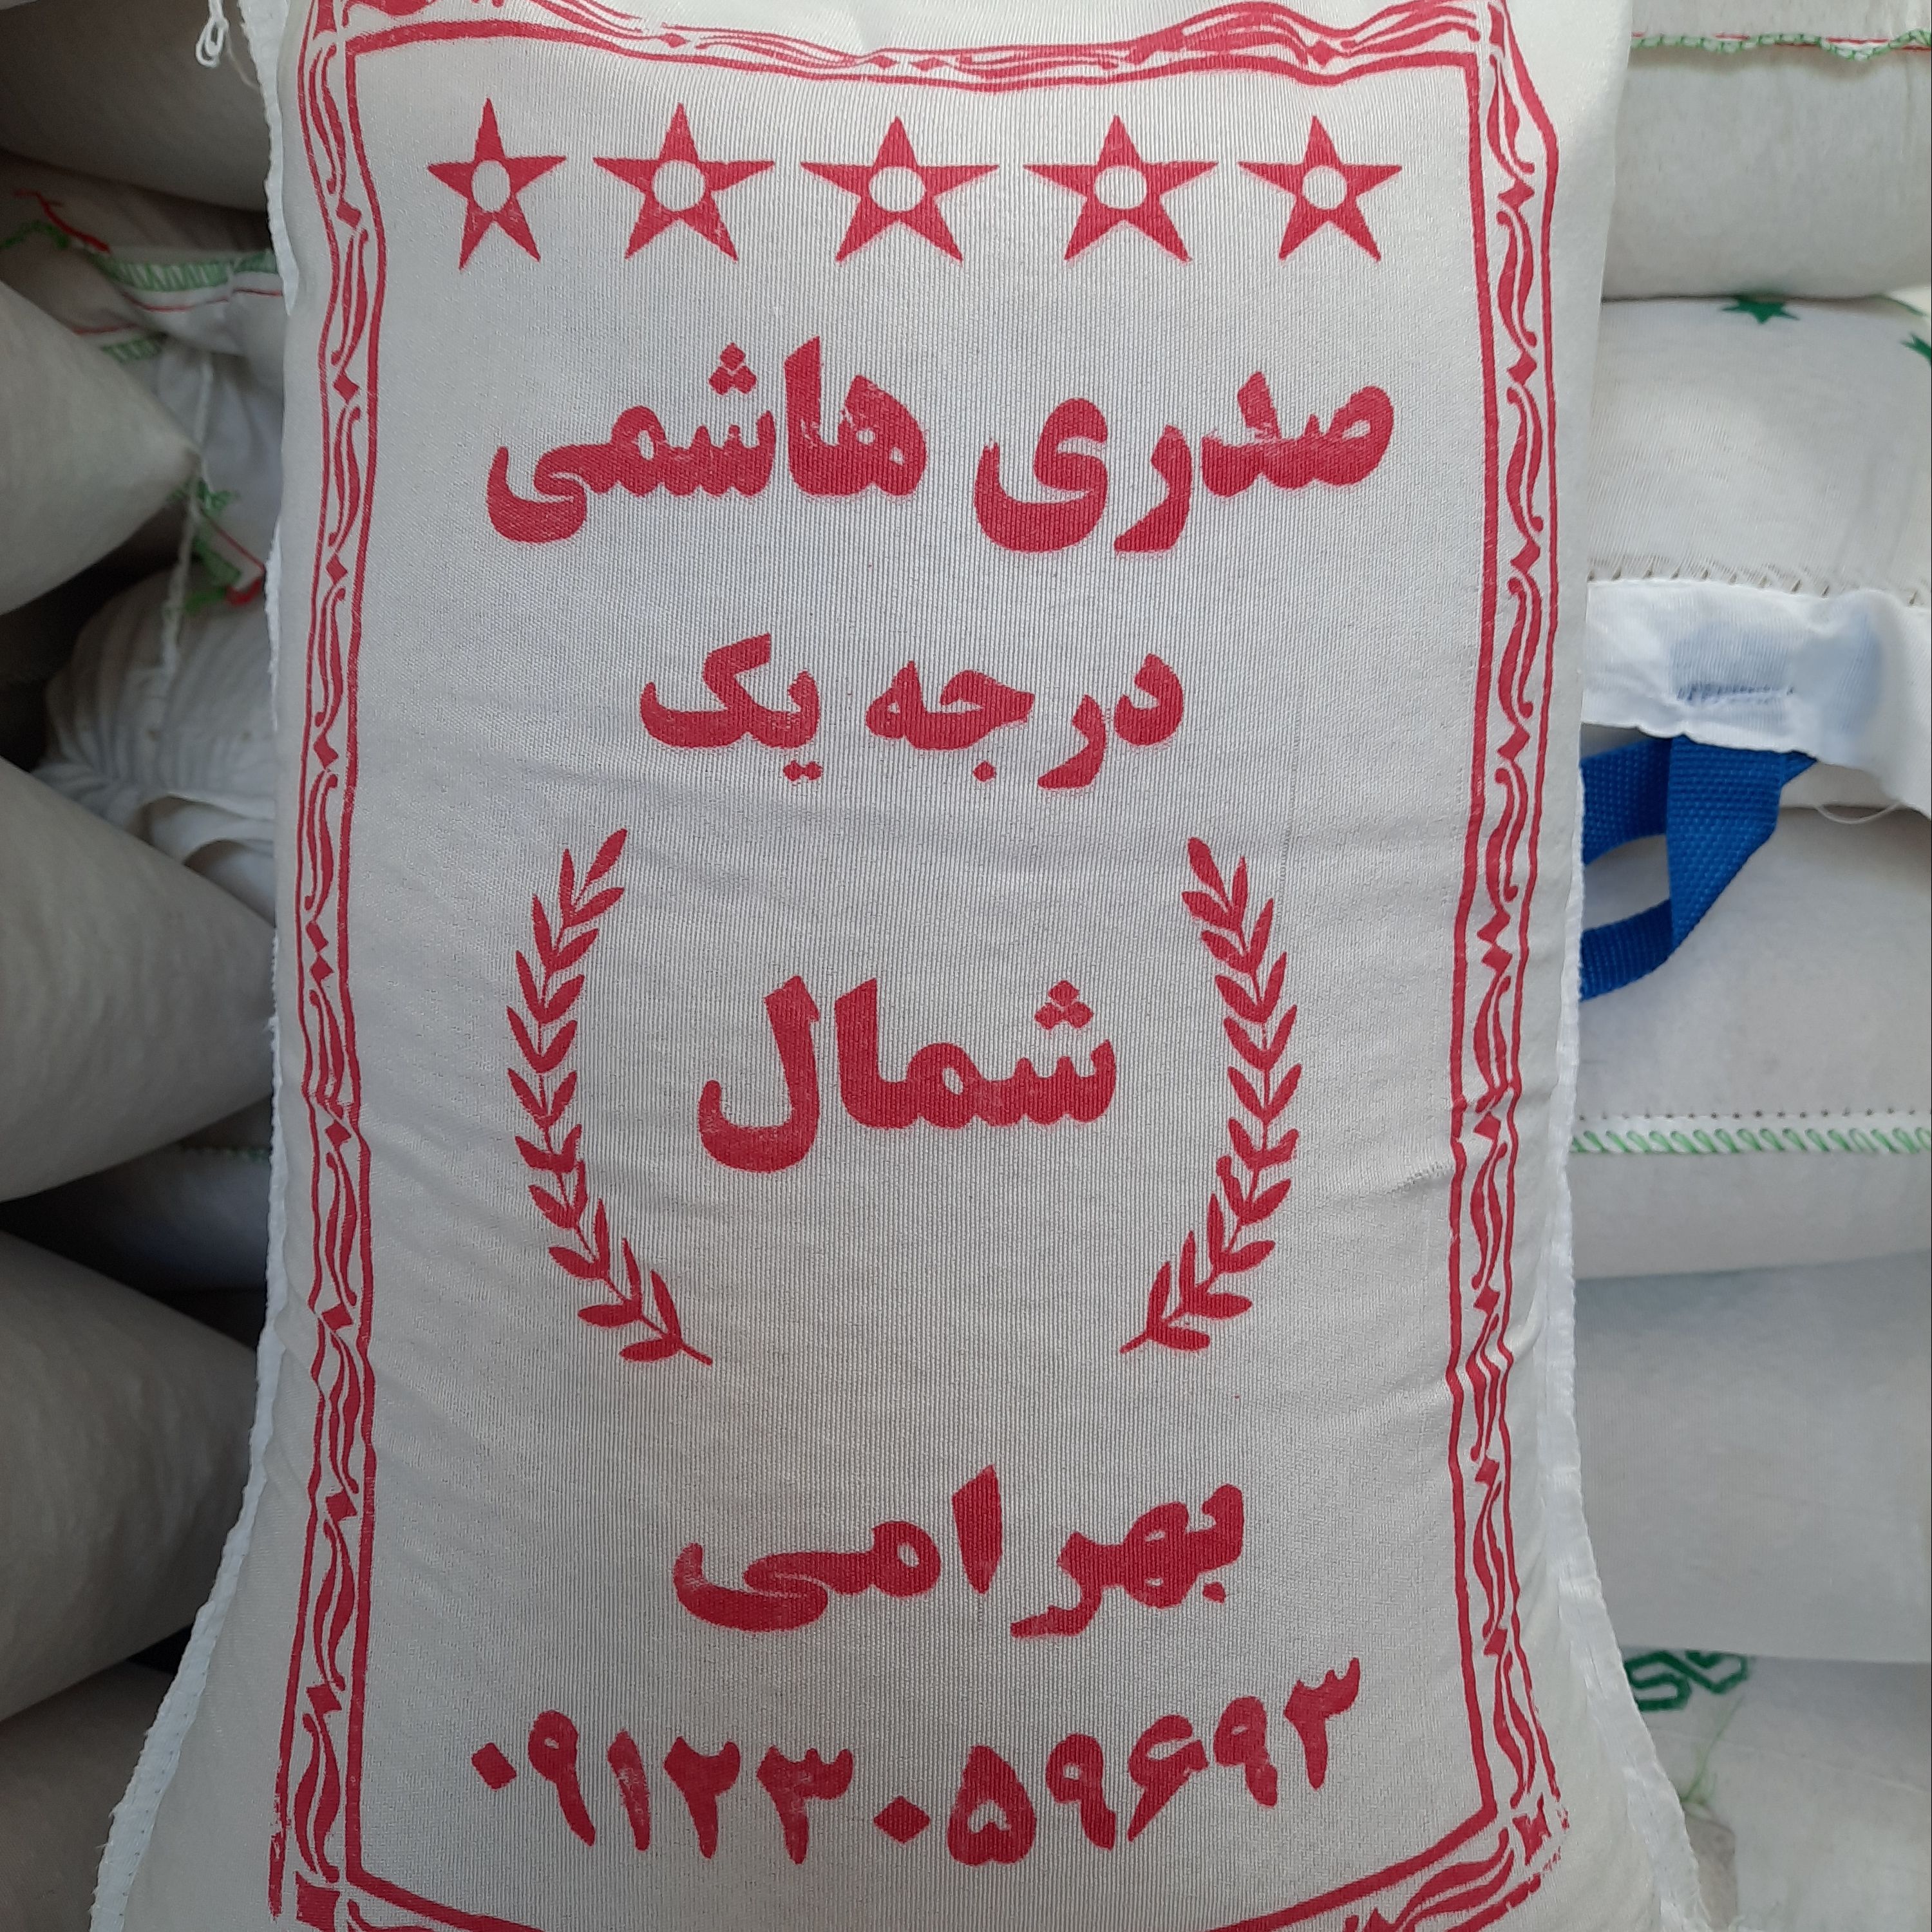 صدری هاشمی
درجه یک
شمال
بهرامی
۰۹۱۲۳۰۵۹۶۹۳